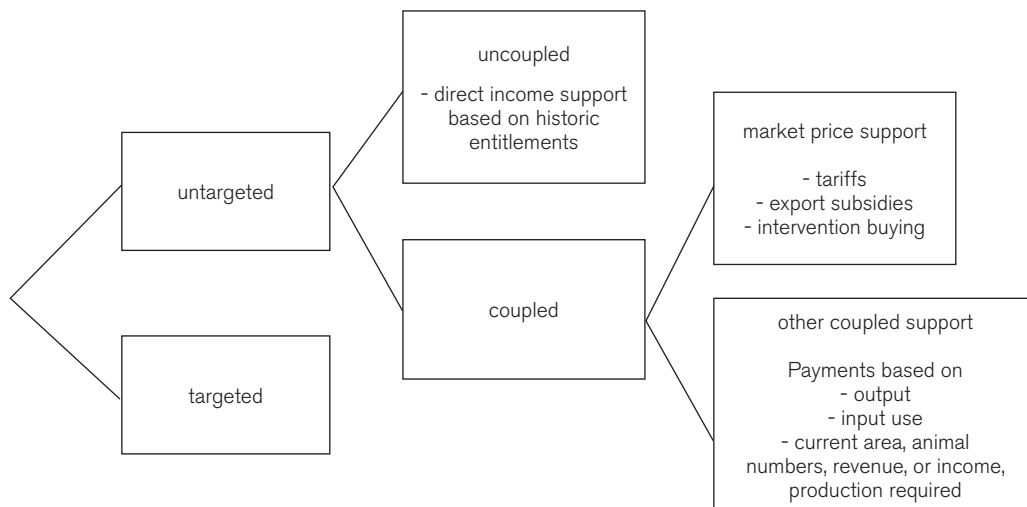 untargeted
targeted
uncoupled
- direct income support
based on historic
entitlements
coupled
market price support
- tariffs
- export subsidies
- intervention buying
other coupled support
Payments based on
- output
- input use
- current area, animal
numbers, revenue, or income,
production required